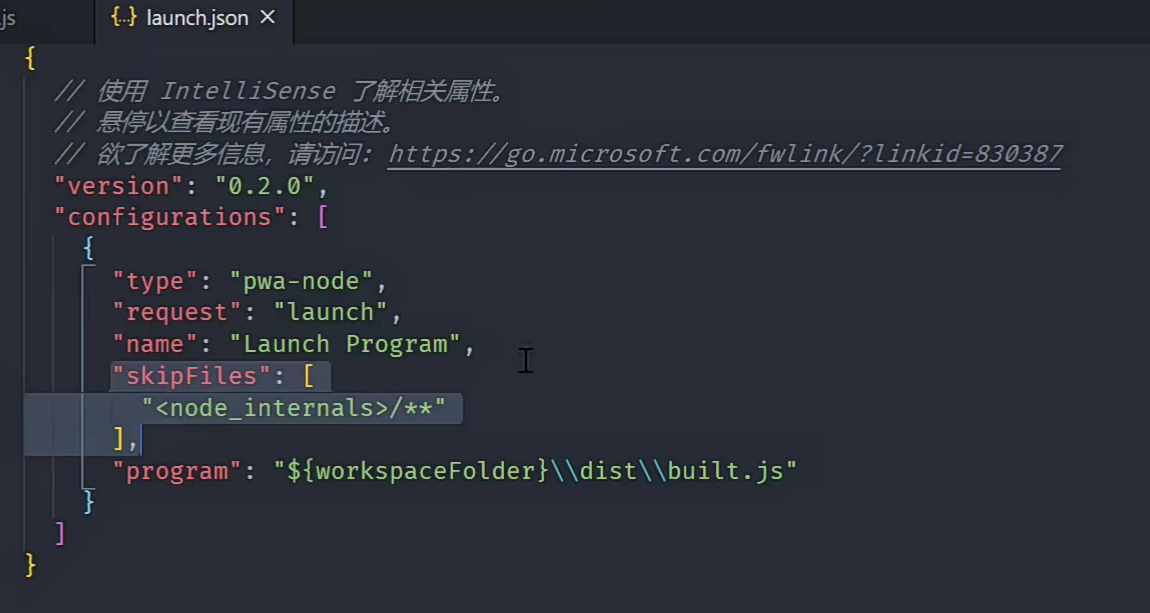 js
{..} launch.json ×
{
// 使用 IntelliSense 了解相关属性。
// 悬停以查看现有属性的描述。
// 欲了解更多信息，请访问: https://go.microsoft.com/fwlink/?linkid=830387
"version": "0.2.0",
"configurations": [
{
"type": "pwa-node",
"request": "launch",
"name": "Launch Program",
"skipFiles": [
"<node_internals>/**"
],
"program": "${workspaceFolder}\\dist\\built.js"
}
]
}